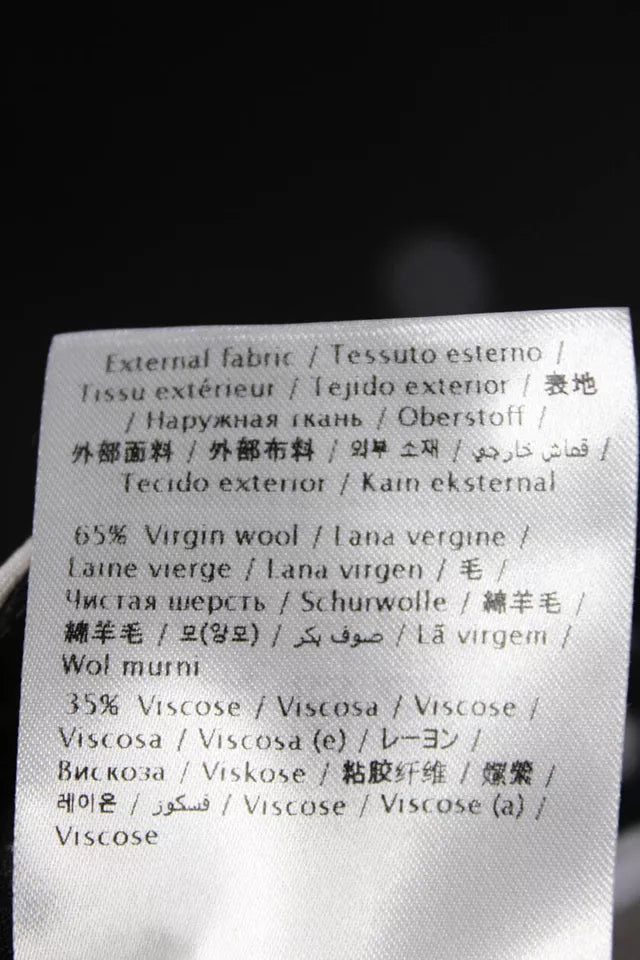 External fabric / Tessuto esterno /
Tissu extérieur / Tejido exterior / 表地
/ Наружная ткань / Oberstoff /
外部面料 / 外部布料 / 외부 소재 / قماش خارجي /
Tecido exterior / Kain eksternal
65% Virgin wool / Lana vergine /
Laine vierge / Lana virgen / 毛 /
Чистая шерсть / Schurwolle / 綿羊毛 /
綿羊毛 / 모(양모) / صوف بكر / Lã virgem /
Wol murni
35% Viscose / Viscosa / Viscose /
Viscosa / Viscosa (e) / レーヨン /
Вискоза / Viskose / 粘胶纤维 / 嫘縈 /
레이온 / فسكوز / Viscose / Viscose (a) /
Viscose